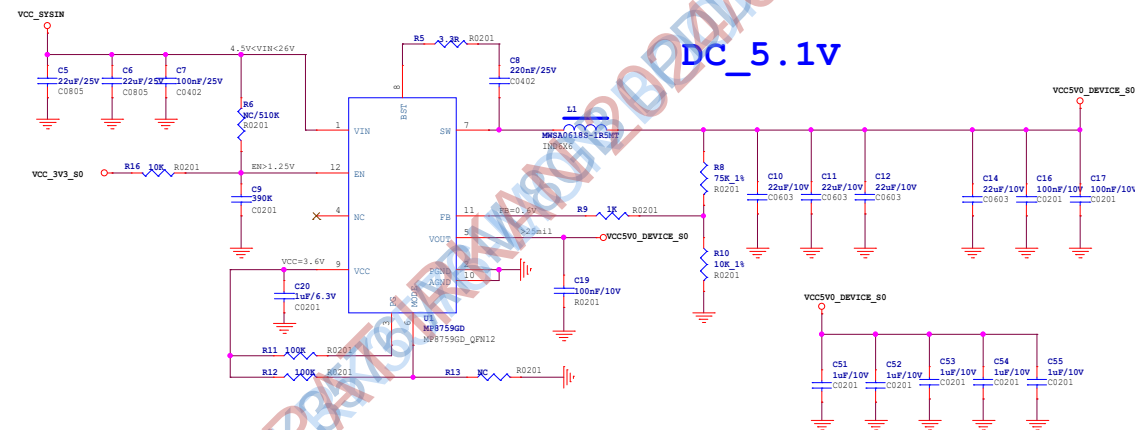 VCC_SYSIN
4.5V<VIN<26V
C5
22uF/25V
C0805
C6
22uF/25V
C0805
C7
100nF/25V
C0402
R6
NC/510K
R0201
VCC_3V3_S0
R16 10K R0201
EN>1.25V
C9
390K
C0201
R5 3.3R R0201
C8
220nF/25V
C0402
DC_5.1V
8
BST
1 VIN
12 EN
4 NC
9 VCC
SW 7
FB 11
VOUT 5
PGND
AGND 10
PG
3
MODE
6
U1
MP8759GD
MP8759GD_QFN12
VCC=3.6V
C20
1uF/6.3V
C0201
R11 100K R0201
R12 100K R0201
R13 NC R0201
L1
MWSA0618S-1R5MT
IND6X6
FB=0.6V
R9 1K R0201
>25mil
VCC5V0_DEVICE_S0
C19
100nF/10V
R0201
R8
75K_1%
R0201
R10
10K_1%
R0201
C10
22uF/10V
C0603
C11
22uF/10V
C0603
C12
22uF/10V
C0603
C14
22uF/10V
C0603
C16
100nF/10V
C0201
C17
100nF/10V
C0201
VCC5V0_DEVICE_S0
VCC5V0_DEVICE_S0
C51
1uF/10V
C0201
C52
1uF/10V
C0201
C53
1uF/10V
C0201
C54
1uF/10V
C0201
C55
1uF/10V
C0201